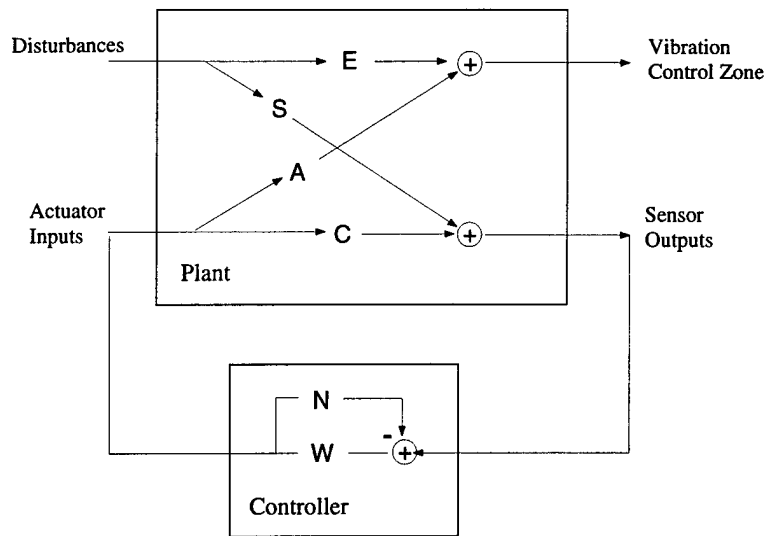 Disturbances
E
+
Vibration
Control Zone
S
A
Actuator
Inputs
C
+
Sensor
Outputs
Plant
N
-
W
+
Controller